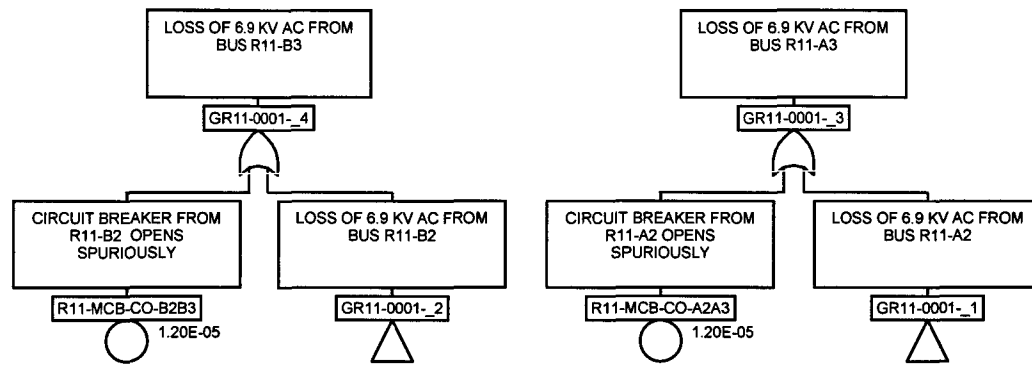 LOSS OF 6.9 KV AC FROM
BUS R11-B3
GR11-0001-_4
CIRCUIT BREAKER FROM
R11-B2 OPENS
SPURIOUSLY
R11-MCB-CO-B2B3
1.20E-05
LOSS OF 6.9 KV AC FROM
BUS R11-B2
GR11-0001-_2
LOSS OF 6.9 KV AC FROM
BUS R11-A3
GR11-0001-_3
CIRCUIT BREAKER FROM
R11-A2 OPENS
SPURIOUSLY
R11-MCB-CO-A2A3
1.20E-05
LOSS OF 6.9 KV AC FROM
BUS R11-A2
GR11-0001-_1